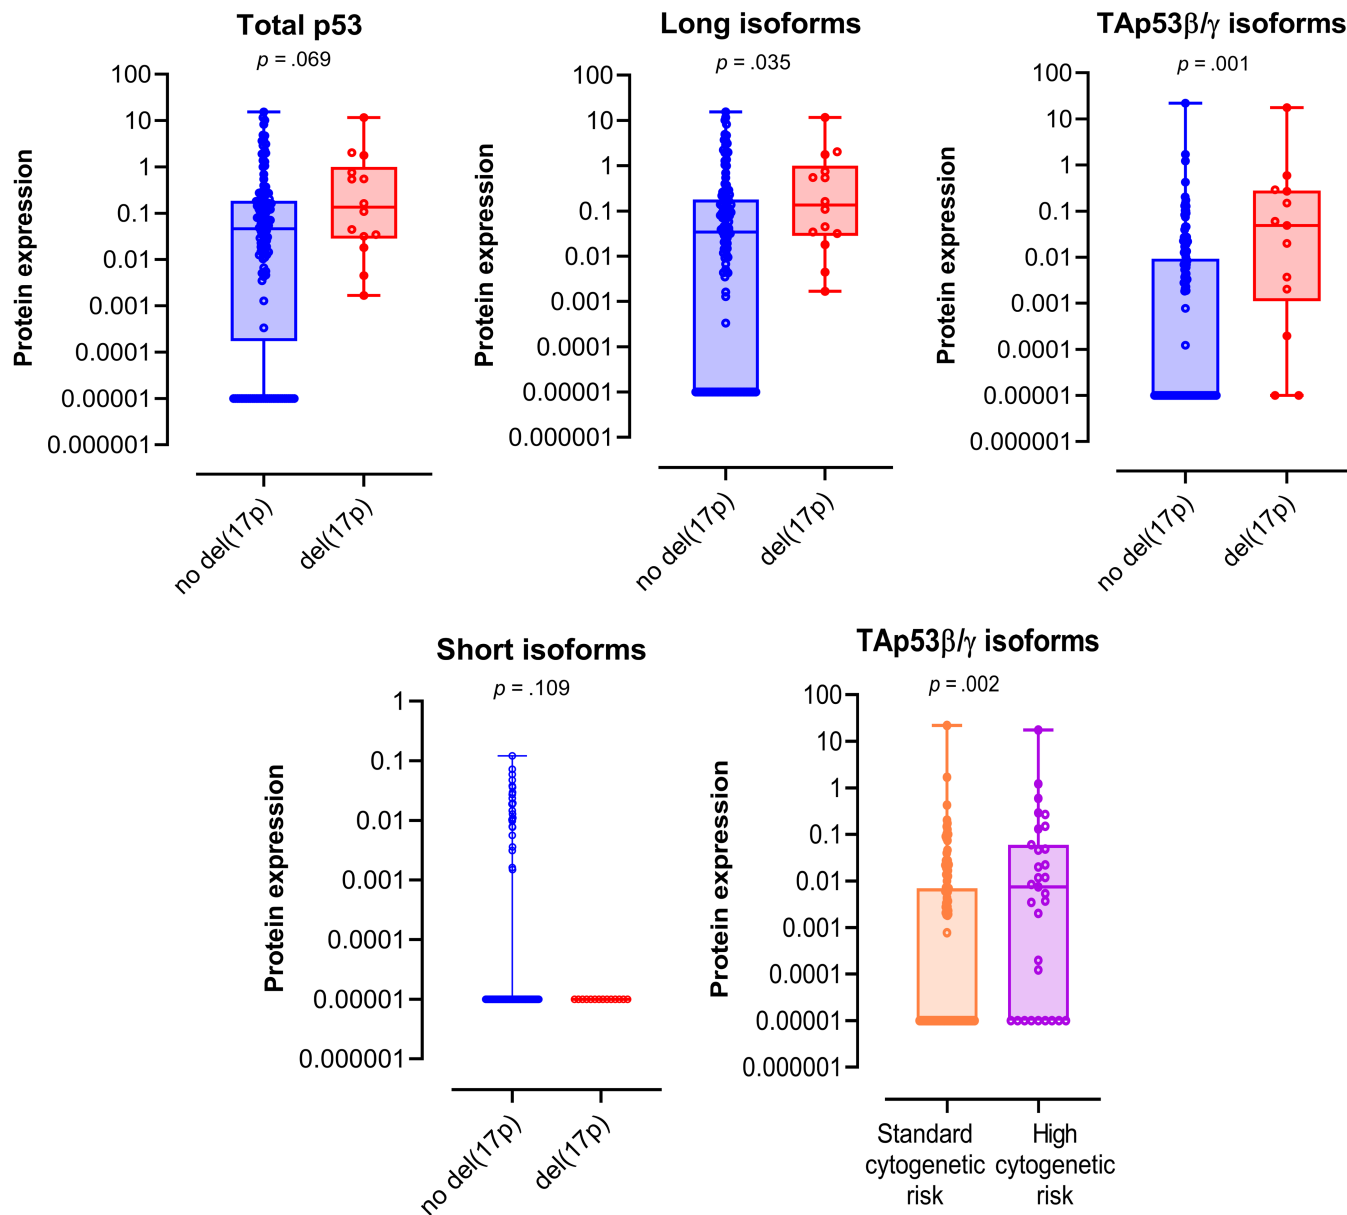 Total p53
p = .069
Protein expression
100
10
1
0.1
0.01
0.001
0.0001
0.00001
0.000001
no del(17p)
del(17p)
Long isoforms
p = .035
Protein expression
100
10
1
0.1
0.01
0.001
0.0001
0.00001
0.000001
no del(17p)
del(17p)
TAp53β/γ isoforms
p = .001
Protein expression
100
10
1
0.1
0.01
0.001
0.0001
0.00001
0.000001
no del(17p)
del(17p)
Short isoforms
p = .109
Protein expression
1
0.1
0.01
0.001
0.0001
0.00001
0.000001
no del(17p)
del(17p)
TAp53β/γ isoforms
p = .002
Protein expression
100
10
1
0.1
0.01
0.001
0.0001
0.00001
0.000001
Standard
cytogenetic
risk
High
cytogenetic
risk